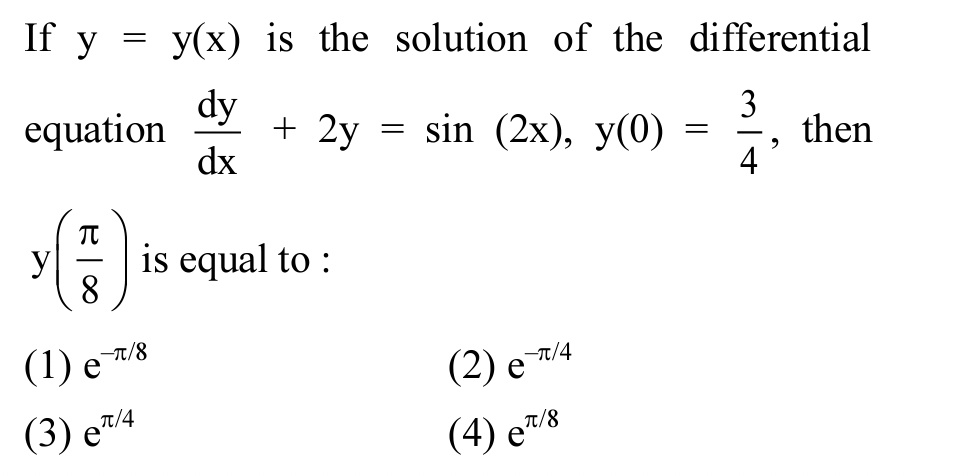 If y = y(x) is the solution of the differential
equation dy/dx + 2y = sin (2x), y(0) = 3/4, then
y(π/8) is equal to :
(1) e^{–π/8} (2) e^{–π/4}
(3) e^{π/4} (4) e^{π/8}